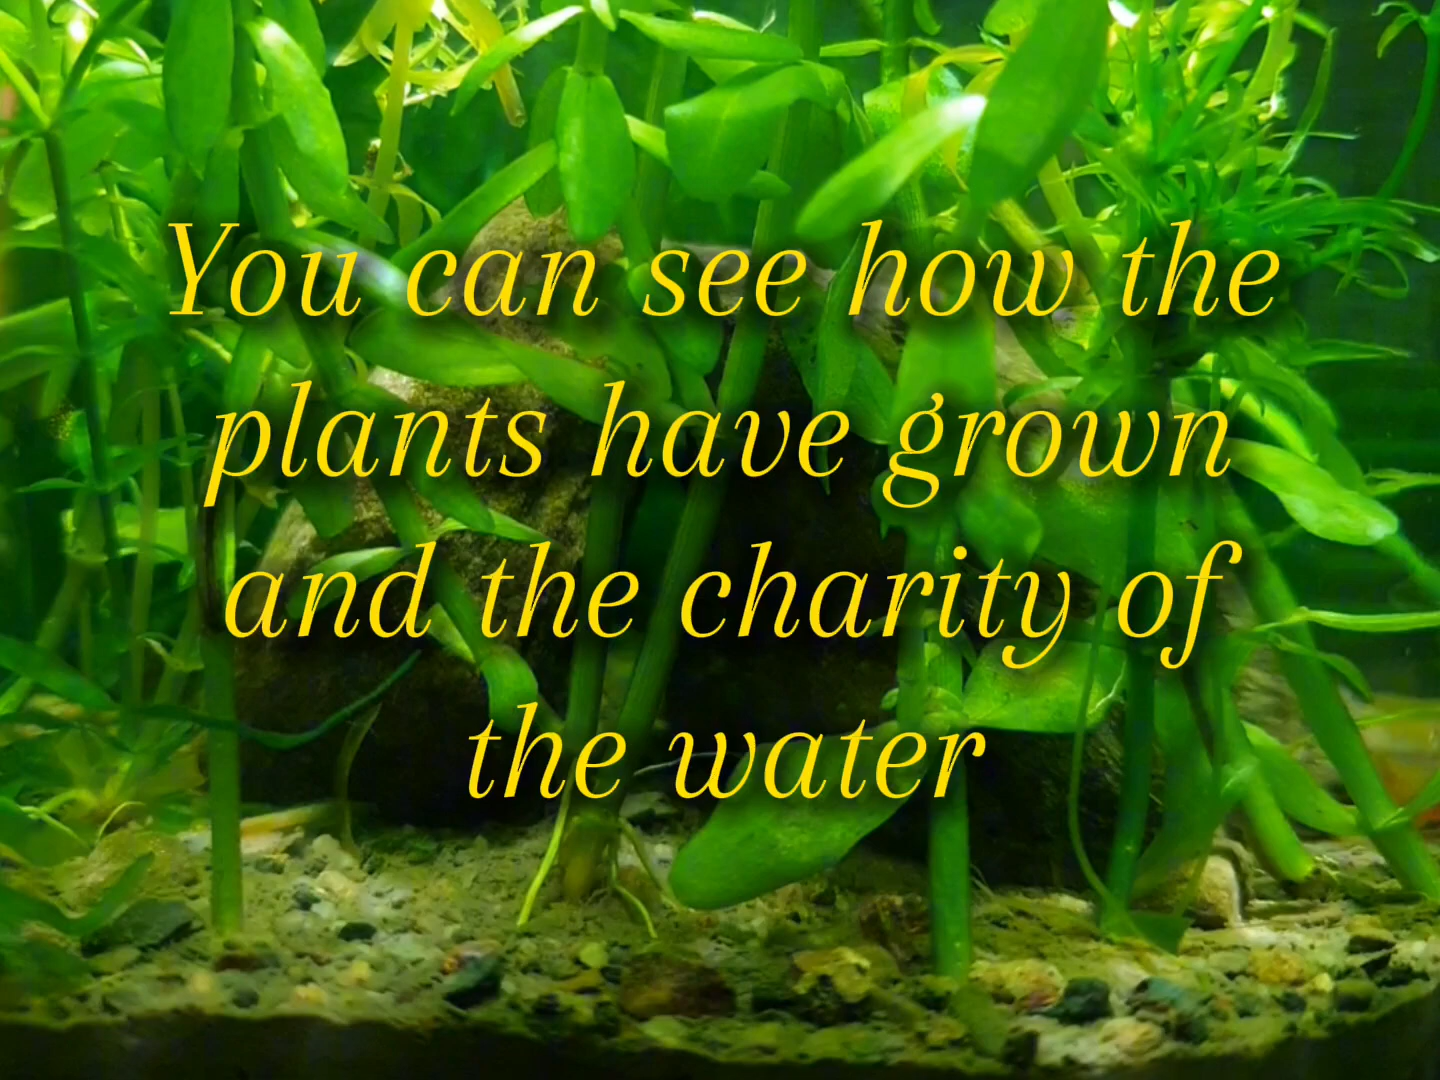 You can see how the
plants have grown
and the charity of
the water